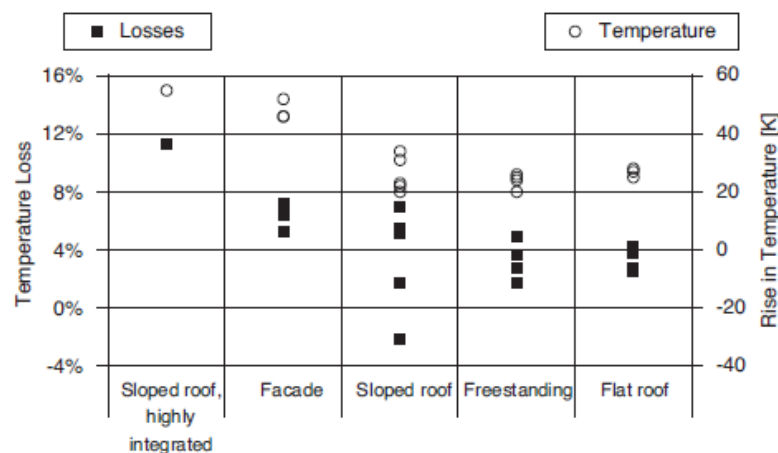 Losses
Temperature
16%
12%
8%
4%
0%
-4%
Temperature Loss
60
40
20
0
-20
-40
Rise in Temperature [K]
Sloped roof,
highly
integrated
Facade
Sloped roof
Freestanding
Flat roof